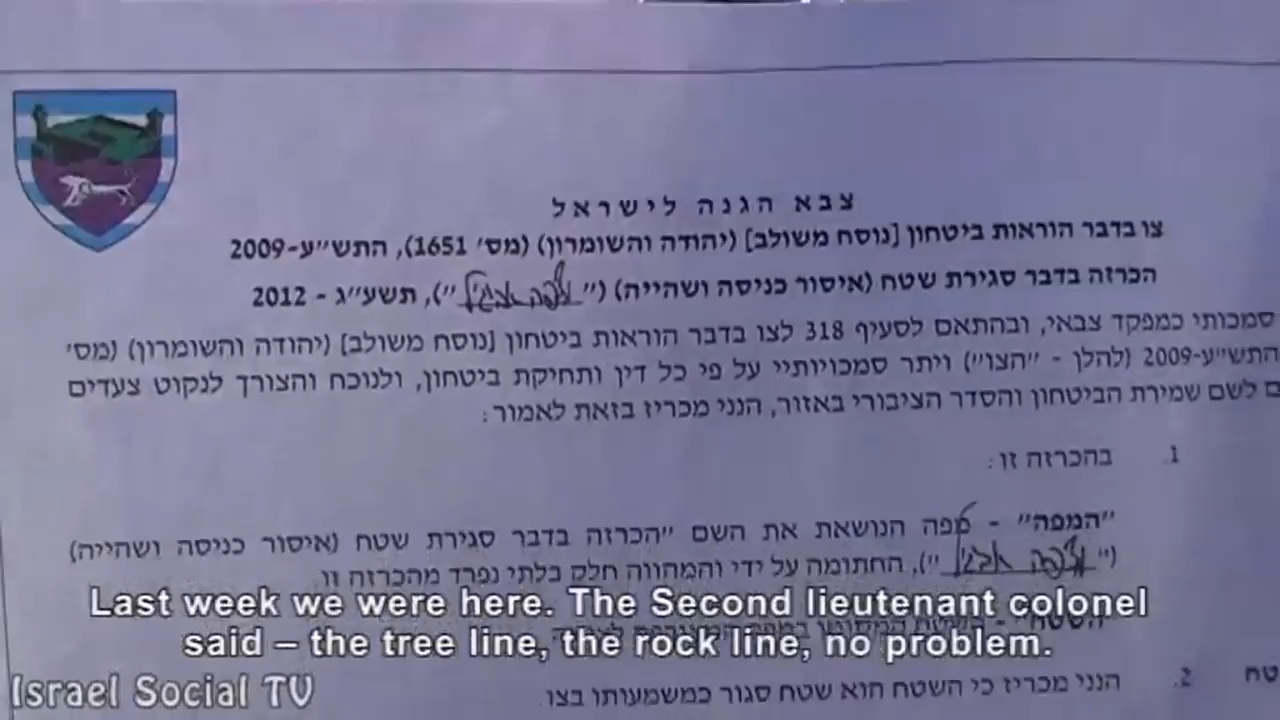 צבא הגנה לישראל
צו בדבר הוראות ביטחון [נוסח משולב] (יהודה והשומרון) (מס׳ 1651), התש״ע-2009
הכרזה בדבר סגירת שטח (איסור כניסה ושהייה) (״ ״), תשע״ג - 2012
סמכותי כמפקד צבאי, ובהתאם לסעיף 318 לצו בדבר הוראות ביטחון [נוסח משולב] (יהודה והשומרון) (מס׳
התש״ע-2009 (להלן - ״הצו״) ויתר סמכויותיי על פי כל דין ותחיקת ביטחון, ולנוכח והצורך לנקוט צעדים
ם לשם שמירת הביטחון והסדר הציבורי באזור, הנני מכריז בזאת לאמור:
1. בהכרזה זו:
״המפה״ - מפה הנושאת את השם ״הכרזה בדבר סגירת שטח (איסור כניסה ושהייה)
(״ ״), החתומה על ידי והמהווה חלק בלתי נפרד מהכרזה זו.
״השטח״ -
Last week we were here. The Second lieutenant colonel
said – the tree line, the rock line, no problem.
טח 2. הנני מכריז כי השטח הוא שטח סגור כמשמעותו בצו.
Israel Social TV